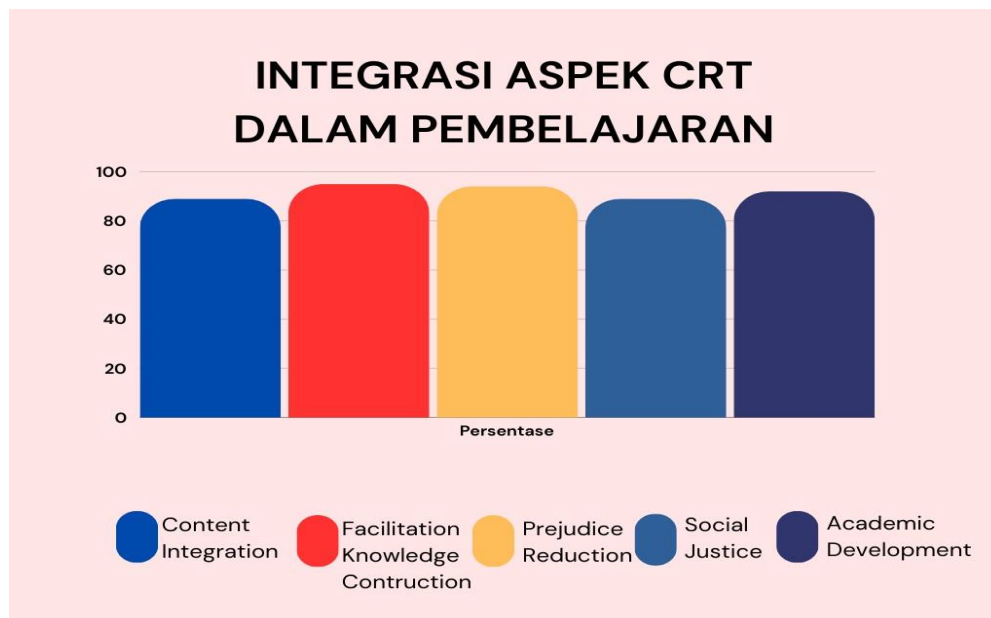 INTEGRASI ASPEK CRT
DALAM PEMBELAJARAN
100
80
60
40
20
0
Persentase
Content
Integration
Facilitation
Knowledge
Contruction
Prejudice
Reduction
Social
Justice
Academic
Development